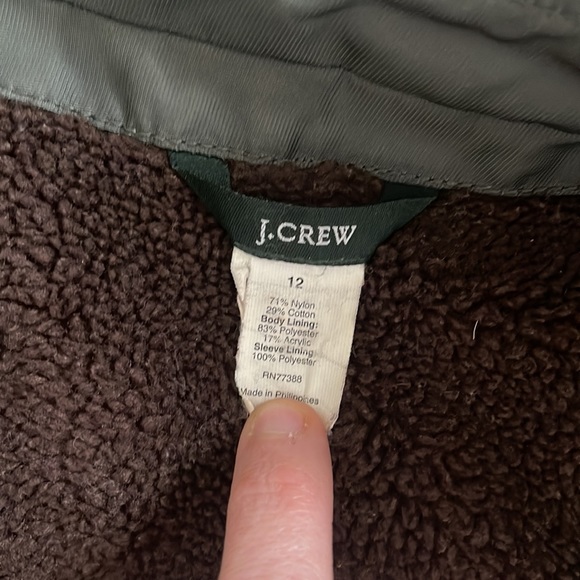 J.CREW
12
71% Nylon
29% Cotton
Body Lining:
83% Polyester
17% Acrylic
Sleeve Lining:
100% Polyester
RN77388
Made in Philippines